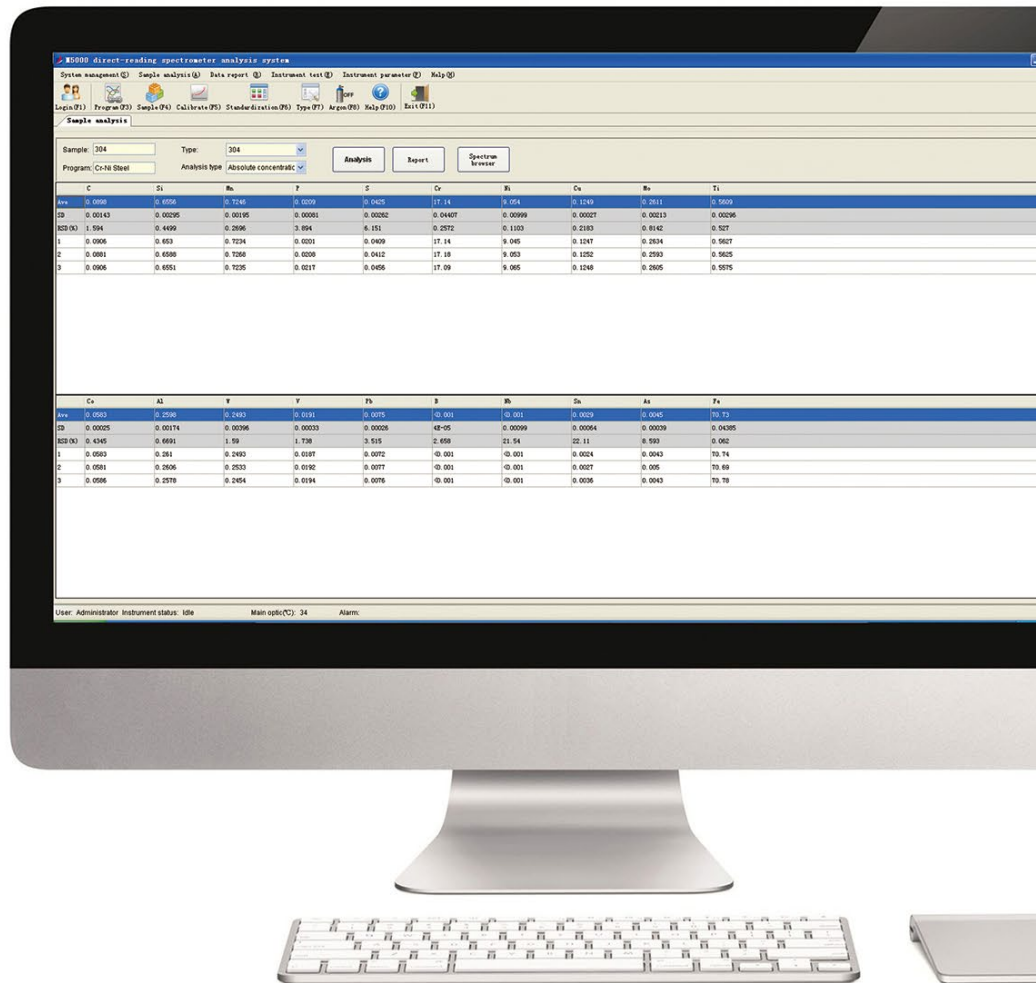 M5000 direct-reading spectrometer analysis system
System management(S) Sample analysis(A) Data report (R) Instrument test(E) Instrument parameter(P) Help(H)
OFF
Login(F1) Program(F3) Sample(F4) Calibrate(F5) Standardization(F6) Type(F7) Argon(F8) Help(F10) Exit(F11)
Sample analysis
Sample: 304 Type: 304 Analysis Report Spectrum browser
Program: Cr-Ni Steel Analysis type Absolute concentratic
C Si Mn P S Cr Ni Cu Mo Ti
Ave 0.0898 0.6556 0.7246 0.0209 0.0425 17.14 9.054 0.1249 0.2611 0.5609
SD 0.00143 0.00295 0.00195 0.00081 0.00262 0.04407 0.00999 0.00027 0.00213 0.00296
RSD(%) 1.594 0.4499 0.2696 3.894 6.151 0.2572 0.1103 0.2183 0.8142 0.527
1 0.0906 0.653 0.7234 0.0201 0.0409 17.14 9.045 0.1247 0.2634 0.5627
2 0.0881 0.6588 0.7268 0.0208 0.0412 17.18 9.053 0.1252 0.2593 0.5625
3 0.0906 0.6551 0.7235 0.0217 0.0456 17.09 9.065 0.1248 0.2605 0.5575
Co Al W V Pb B Nb Sn As Fe
Ave 0.0583 0.2598 0.2493 0.0191 0.0075 <0.001 <0.001 0.0029 0.0045 70.73
SD 0.00025 0.00174 0.00396 0.00033 0.00026 4E-05 0.00099 0.00064 0.00039 0.04385
RSD(%) 0.4345 0.6691 1.59 1.738 3.515 2.658 21.54 22.11 8.593 0.062
1 0.0583 0.261 0.2493 0.0187 0.0072 <0.001 <0.001 0.0024 0.0043 70.74
2 0.0581 0.2606 0.2533 0.0192 0.0077 <0.001 <0.001 0.0027 0.005 70.69
3 0.0586 0.2578 0.2454 0.0194 0.0076 <0.001 <0.001 0.0036 0.0043 70.78
User: Administrator Instrument status: Idle Main optic(℃): 34 Alarm: